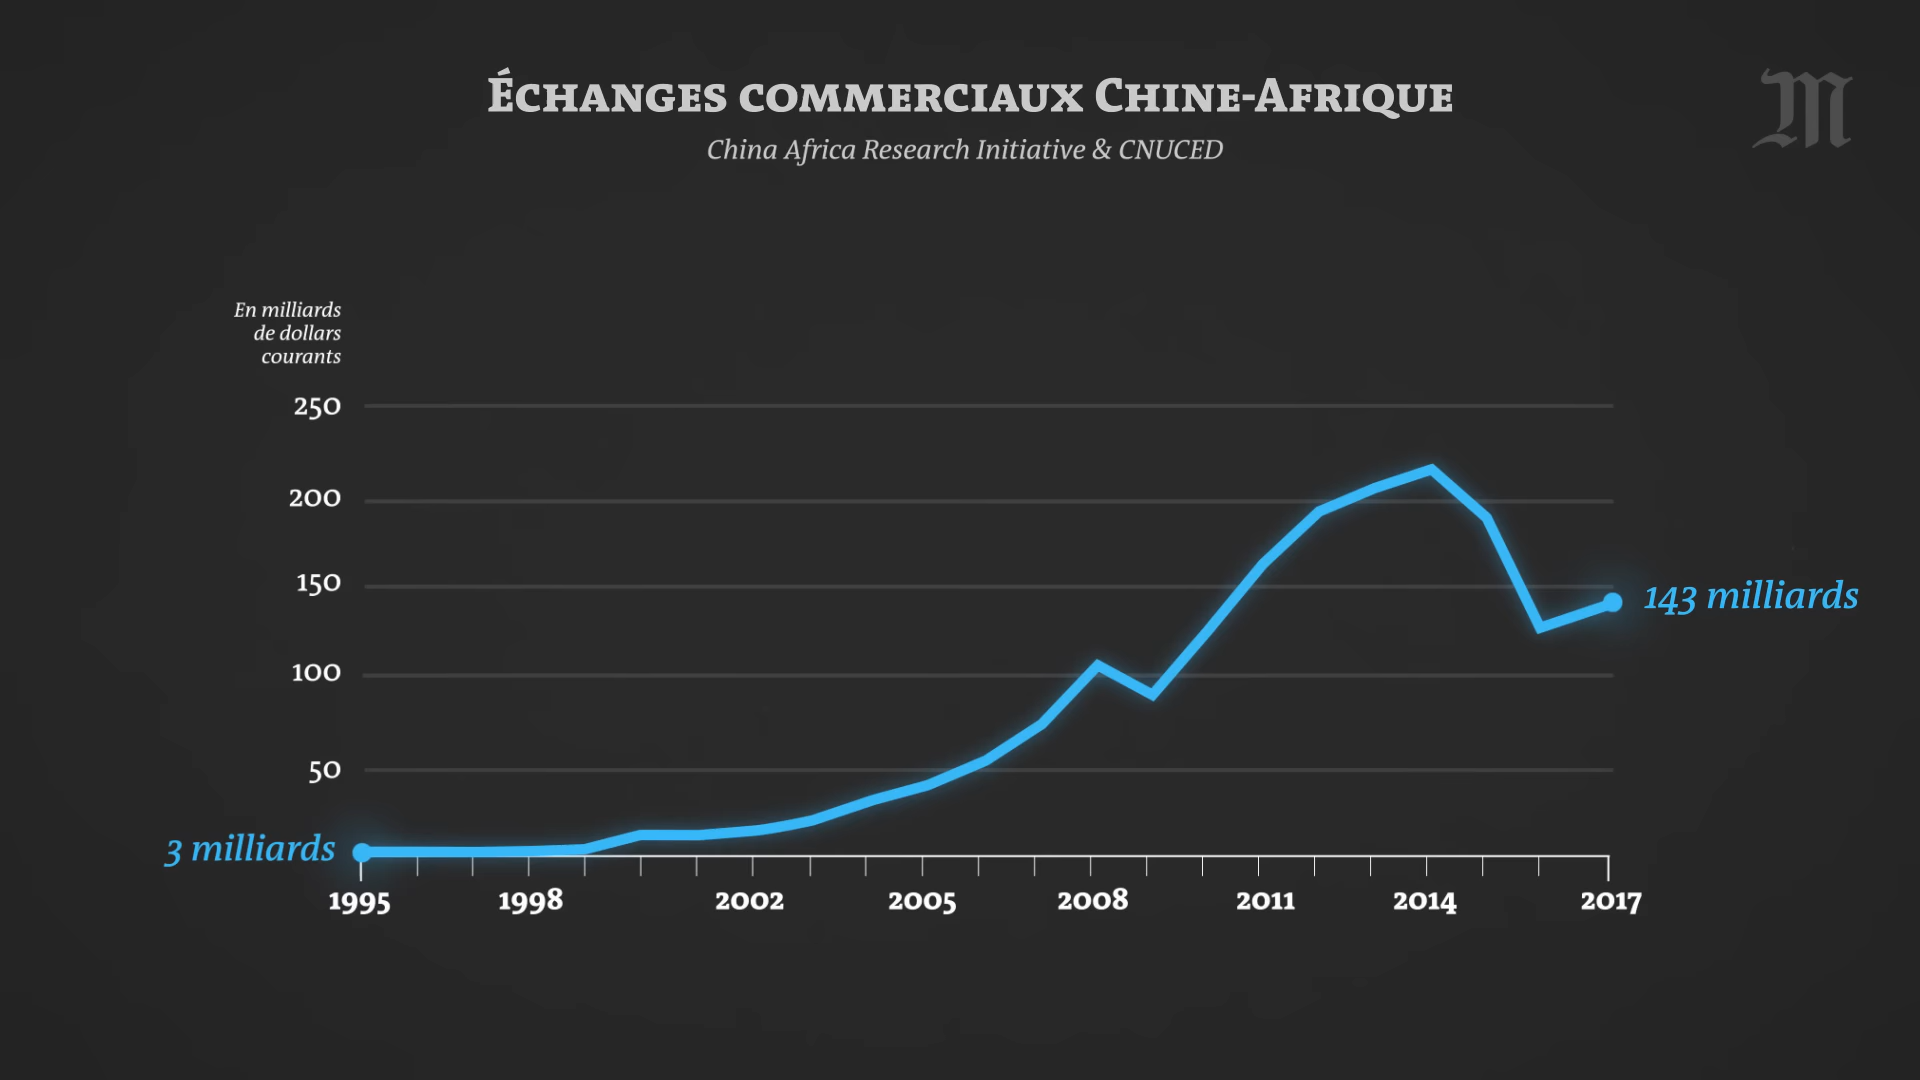 Échanges commerciaux Chine-Afrique
China Africa Research Initiative & CNUCED
M
En milliards
de dollars
courants
250
200
150
100
50
143 milliards
3 milliards
1995 1998 2002 2005 2008 2011 2014 2017